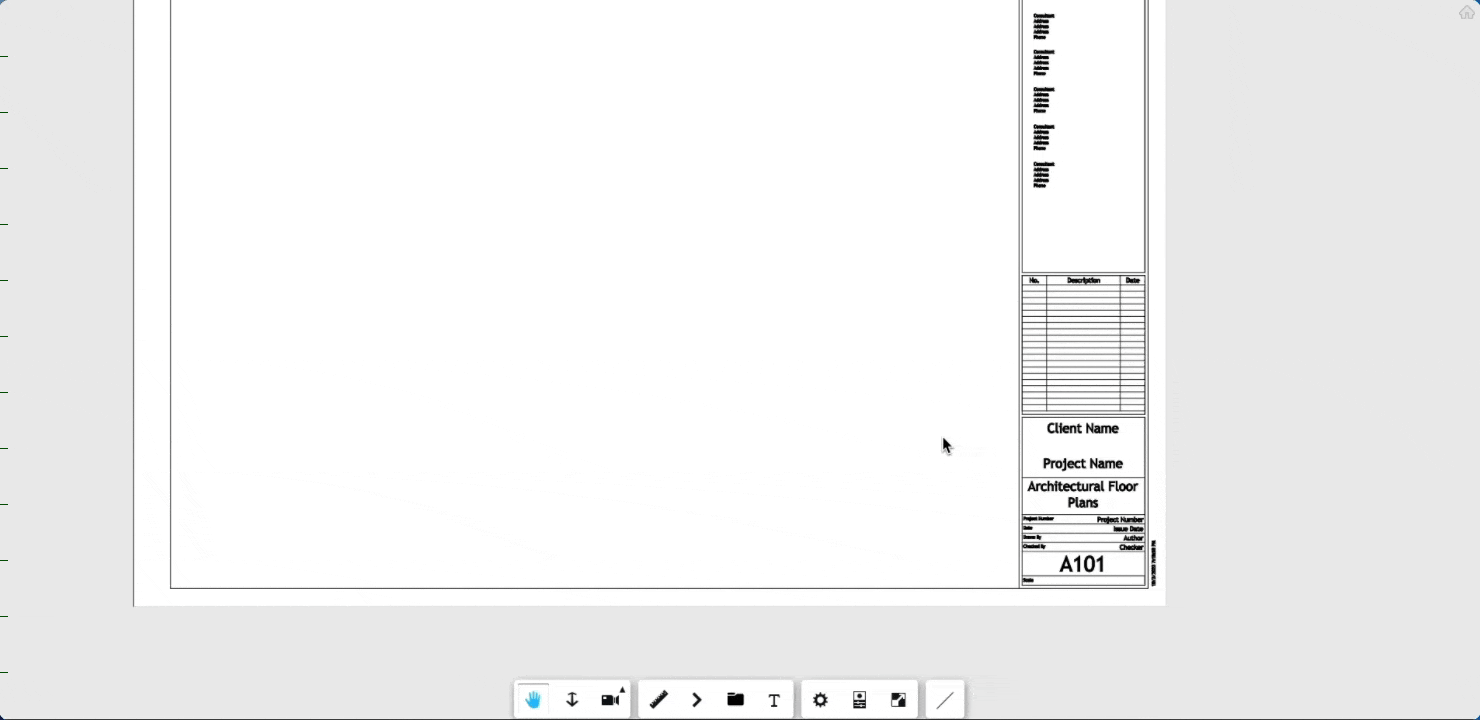 Consultant
Address
Address
Address
Phone
Consultant
Address
Address
Address
Phone
Consultant
Address
Address
Address
Phone
Consultant
Address
Address
Address
Phone
Consultant
Address
Address
Address
Phone
No. Description Date
Client Name
Project Name
Architectural Floor
Plans
Project Number Project Number
Date Issue Date
Drawn By Author
Checked By Checker
A101
Scale
T